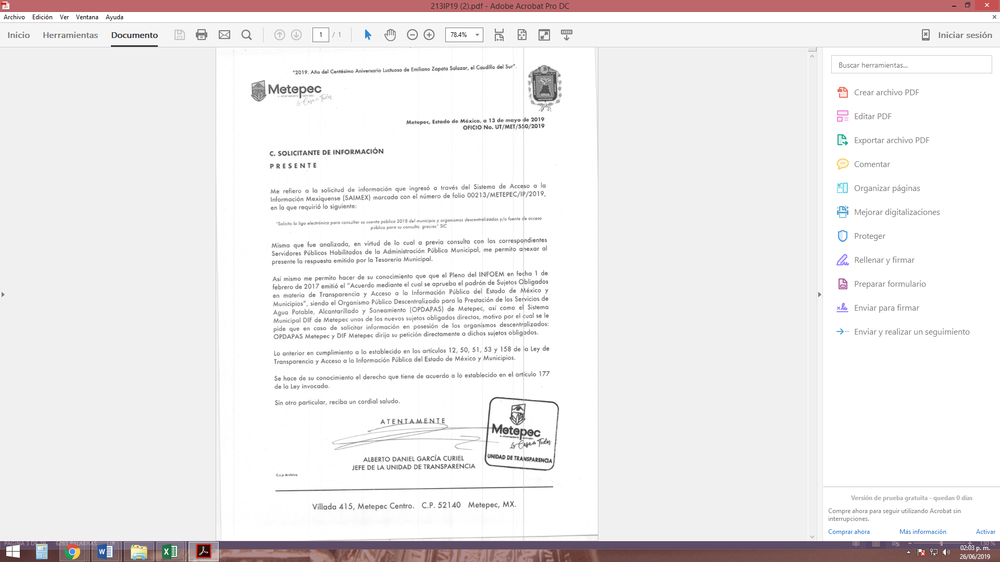 213IP19 (2).pdf - Adobe Acrobat Pro DC
Archivo Edición Ver Ventana Ayuda
Inicio Herramientas Documento 1 / 1 78.4% Iniciar sesión
"2019. Año del Centésimo Aniversario Luctuoso de Emiliano Zapata Salazar, el Caudillo del Sur".
Metepec
H. AYUNTAMIENTO 2019-2021
La Casa de Todos
Metepec, Estado de México, a 13 de mayo de 2019
OFICIO No. UT/MET/550/2019
C. SOLICITANTE DE INFORMACIÓN
P R E S E N T E
Me refiero a la solicitud de información que ingresó a través del Sistema de Acceso a la
Información Mexiquense (SAIMEX) marcada con el número de folio 00213/METEPEC/IP/2019,
en la que requirió lo siguiente:
"Solicito la liga electrónica para consultar su cuenta pública 2018 del municipio y organismos descentralizados y/o fuente de acceso
público para su consulta. gracias" SIC
Misma que fue analizada, en virtud de lo cual a previa consulta con los correspondientes
Servidores Públicos Habilitados de la Administración Pública Municipal, me permito anexar al
presente la respuesta emitida por la Tesorería Municipal.
Así mismo me permito hacer de su conocimiento que que el Pleno del INFOEM en fecha 1 de
febrero de 2017 emitió el "Acuerdo mediante el cual se aprueba el padrón de Sujetos Obligados
en materia de Transparencia y Acceso a la Información Pública del Estado de México y
Municipios", siendo el Organismo Público Descentralizado para la Prestación de los Servicios de
Agua Potable, Alcantarillado y Saneamiento (OPDAPAS) de Metepec, así como el Sistema
Municipal DIF de Metepec unos de los nuevos sujetos obligados directos, motivo por el cual se le
pide que en caso de solicitar información en posesión de los organismos descentralizados:
OPDAPAS Metepec y DIF Metepec dirija su petición directamente a dichos sujetos obligados.
Lo anterior en cumplimiento a lo establecido en los artículos 12, 50, 51, 53 y 158 de la Ley de
Transparencia y Acceso a la Información Pública del Estado de México y Municipios.
Se hace de su conocimiento el derecho que tiene de acuerdo a lo establecido en el artículo 177
de la Ley invocada.
Sin otro particular, reciba un cordial saludo.
A T E N T A M E N T E
ALBERTO DANIEL GARCÍA CURIEL
JEFE DE LA UNIDAD DE TRANSPARENCIA
Metepec
H. AYUNTAMIENTO 2019-2021
La Casa de Todos
UNIDAD DE TRANSPARENCIA
C.c.p Archivo
Villada 415, Metepec Centro. C.P. 52140 Metepec, MX.
Buscar herramientas...
Crear archivo PDF
Editar PDF
Exportar archivo PDF
Comentar
Organizar páginas
Mejorar digitalizaciones
Proteger
Rellenar y firmar
Preparar formulario
Enviar para firmar
Enviar y realizar un seguimiento
Versión de prueba gratuita - quedan 0 días
Compre ahora para seguir utilizando Acrobat sin
interrupciones.
Comprar ahora Más información Activar
PÁGINA 3 DE 29 6263 PALABRAS 130 %
02:03 p. m.
26/06/2019